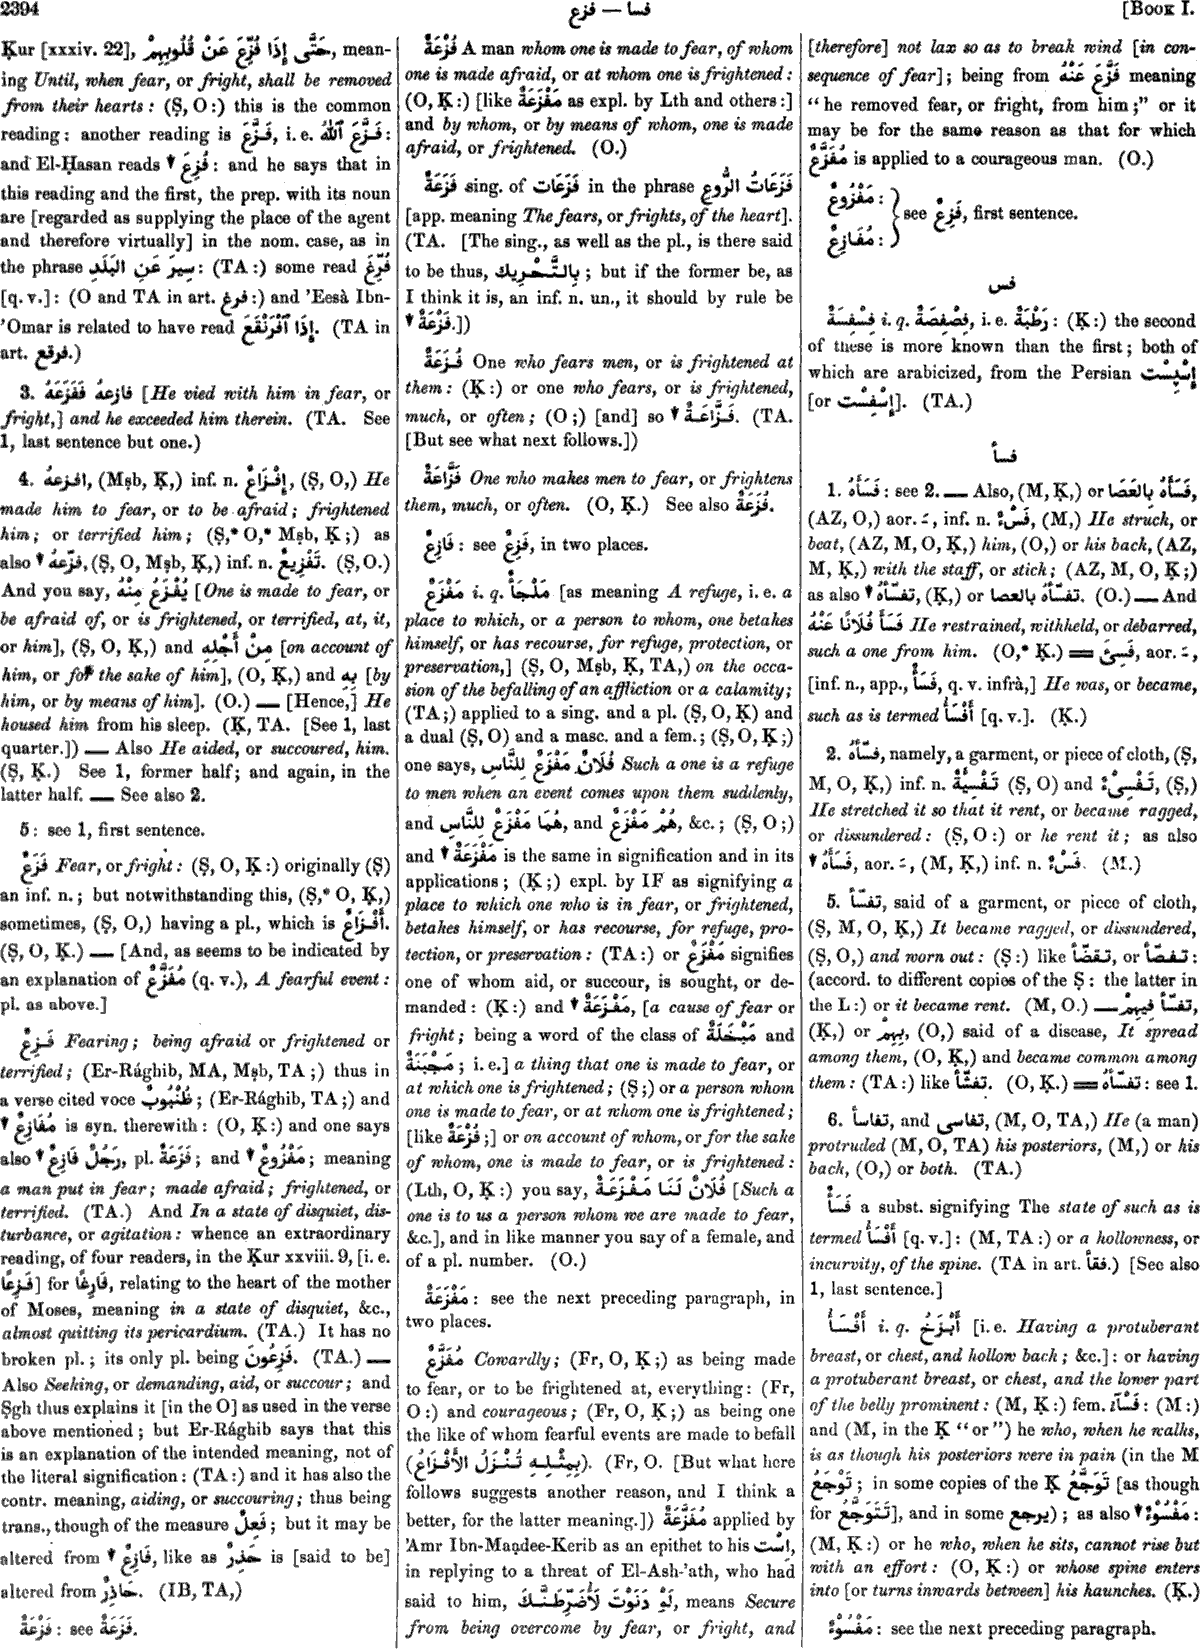 2394
فزع — فسا
[Book I.
Ḳur [xxxiv. 22], حَتَّى إِذَا فُزِّعَ عَنْ قُلُوبِهِمْ, mean-
ing Until, when fear, or fright, shall be removed
from their hearts: (Ṣ, O:) this is the common
reading: another reading is فَزَّعَ, i. e. فَزَّعَ ٱللّٰهُ:
and El-Ḥasan reads ↓ فُزِعَ: and he says that in
this reading and the first, the prep. with its noun
are [regarded as supplying the place of the agent
and therefore virtually] in the nom. case, as in
the phrase سِيرَ عَنِ البَلَدِ: (TA:) some read فُرِّغَ
[q. v.]: (O and TA in art. فرغ:) and ’Eesà Ibn-
’Omar is related to have read إِذَا ٱفْرَنْقَعَ. (TA in
art. فرقع.)
3. فازعهُ فَفَزَعَهُ [He vied with him in fear, or
fright,] and he exceeded him therein. (TA. See
1, last sentence but one.)
4. افزعهُ, (Mṣb, Ḳ,) inf. n. إِفْزَاعٌ, (Ṣ, O,) He
made him to fear, or to be afraid; frightened
him; or terrified him; (Ṣ,* O,* Mṣb, Ḳ;) as
also ↓ فزّعهُ, (Ṣ, O, Mṣb, Ḳ,) inf. n. تَفْزِيعٌ. (Ṣ, O.)
And you say, يُفْزَعُ مِنْهُ [One is made to fear, or
be afraid of, or is frightened, or terrified, at, it,
or him], (Ṣ, O, Ḳ,) and مِنْ أَجْلِهِ [on account of
him, or for the sake of him], (O, Ḳ,) and بِهِ [by
him, or by means of him]. (O.) — [Hence,] He
housed him from his sleep. (Ḳ, TA. [See 1, last
quarter.]) — Also He aided, or succoured, him.
(Ṣ, Ḳ.) See 1, former half; and again, in the
latter half. — See also 2.
5: see 1, first sentence.
فَزَعٌ Fear, or fright: (Ṣ, O, Ḳ:) originally (Ṣ)
an inf. n.; but notwithstanding this, (Ṣ,* O, Ḳ,)
sometimes, (Ṣ, O,) having a pl., which is أَفْزَاعٌ.
(Ṣ, O, Ḳ.) — [And, as seems to be indicated by
an explanation of مُفَزَّعٌ (q. v.), A fearful event:
pl. as above.]
فَزِعٌ Fearing; being afraid or frightened or
terrified; (Er-Rághib, MA, Mṣb, TA;) thus in
a verse cited voce ظُنْبُوبٌ; (Er-Rághib, TA;) and
↓ مُفَازِعٌ is syn. therewith: (O, Ḳ:) and one says
also ↓ رَجُلٌ فَازِعٌ, pl. فَزَعَةٌ; and ↓ مَفْزُوعٌ; meaning
a man put in fear; made afraid; frightened, or
terrified. (TA.) And In a state of disquiet, dis-
turbance, or agitation: whence an extraordinary
reading, of four readers, in the Ḳur xxviii. 9, [i. e.
فَزِعًا] for فَارِغًا, relating to the heart of the mother
of Moses, meaning in a state of disquiet, &c.,
almost quitting its pericardium. (TA.) It has no
broken pl.; its only pl. being فَزِعُونَ. (TA.) —
Also Seeking, or demanding, aid, or succour; and
Ṣgh thus explains it [in the O] as used in the verse
above mentioned; but Er-Rághib says that this
is an explanation of the intended meaning, not of
the literal signification: (TA:) and it has also the
contr. meaning, aiding, or succouring; thus being
trans., though of the measure فَعِلٌ; but it may be
altered from ↓ فَازِعٌ, like as حَذِرٌ is [said to be]
altered from حَاذِرٌ. (IB, TA,)
فَزْعَةٌ: see فَزَعَةٌ.
فُزْعَةٌ A man whom one is made to fear, of whom
one is made afraid, or at whom one is frightened:
(O, Ḳ:) [like مَفْزَعَةٌ as expl. by Lth and others:]
and by whom, or by means of whom, one is made
afraid, or frightened. (O.)
فَزَعَةٌ sing. of فَزَعَات in the phrase فَزَعَاتُ الرُّوعِ
[app. meaning The fears, or frights, of the heart].
(TA. [The sing., as well as the pl., is there said
to be thus, بِالتَّحْرِيك; but if the former be, as
I think it is, an inf. n. un., it should by rule be
↓ فَزْعَةٌ.])
فُزَعَةٌ One who fears men, or is frightened at
them: (Ḳ:) or one who fears, or is frightened,
much, or often; (O;) [and] so ↓ فَزَّاعَةٌ. (TA.
[But see what next follows.])
فَزَّاعَةٌ One who makes men to fear, or frightens
them, much, or often. (O, Ḳ.) See also فُزَعَةٌ.
فَازِعٌ: see فَزِعٌ, in two places.
مَفْزَعٌ i. q. مَلْجَأٌ [as meaning A refuge, i. e. a
place to which, or a person to whom, one betakes
himself, or has recourse, for refuge, protection, or
preservation,] (Ṣ, O, Mṣb, Ḳ, TA,) on the occa-
sion of the befalling of an affliction or a calamity;
(TA;) applied to a sing. and a pl. (Ṣ, O, Ḳ) and
a dual (Ṣ, O) and a masc. and a fem.; (Ṣ, O, Ḳ;)
one says, فُلَانٌ مَفْزَعٌ لِلنَّاسِ Such a one is a refuge
to men when an event comes upon them suddenly,
and هُمَا مَفْزَعٌ لِلنَّاسِ, and هُمْ مَفْزَعٌ, &c.; (Ṣ, O;)
and ↓ مَفْزَعَةٌ is the same in signification and in its
applications; (Ḳ;) expl. by IF as signifying a
place to which one who is in fear, or frightened,
betakes himself, or has recourse, for refuge, pro-
tection, or preservation: (TA:) or مَفْزَعٌ signifies
one of whom aid, or succour, is sought, or de-
manded: (Ḳ:) and ↓ مَفْزَعَةٌ, [a cause of fear or
fright; being a word of the class of مَبْخَلَةٌ and
مَجْبَنَةٌ; i. e.] a thing that one is made to fear, or
at which one is frightened; (Ṣ;) or a person whom
one is made to fear, or at whom one is frightened;
[like فُزْعَةٌ;] or on account of whom, or for the sake
of whom, one is made to fear, or is frightened:
(Lth, O, Ḳ:) you say, فُلَانٌ لَنَا مَفْزَعَةٌ [Such a
one is to us a person whom we are made to fear,
&c.], and in like manner you say of a female, and
of a pl. number. (O.)
مَفْزَعَةٌ: see the next preceding paragraph, in
two places.
مُفَزَّعٌ Cowardly; (Fr, O, Ḳ;) as being made
to fear, or to be frightened at, everything: (Fr,
O:) and courageous; (Fr, O, Ḳ;) as being one
the like of whom fearful events are made to befall
(بِمِثْلِهِ تُنْزَلُ الأَفْزَاعُ). (Fr, O. [But what here
follows suggests another reason, and I think a
better, for the latter meaning.]) مُفَزَّعَةٌ applied by
’Amr Ibn-Maạdee-Kerib as an epithet to his اِسْت,
in replying to a threat of El-Ash-’ath, who had
said to him, لَوْ دَنَوْتَ لَأُضَرِّطَنَّكَ, means Secure
from being overcome by fear, or fright, and
[therefore] not lax so as to break wind [in con-
sequence of fear]; being from فَزَّعَ عَنْهُ meaning
“he removed fear, or fright, from him;” or it
may be for the same reason as that for which
مُفَزَّعٌ is applied to a courageous man. (O.)
مَفْزُوعٌ:
see فَزِعٌ, first sentence.
مُفَازِعٌ:
فس
فِسْفِسَةٌ i. q. فِصْفِصَةٌ, i. e. رَطْبَةٌ: (Ḳ:) the second
of these is more known than the first; both of
which are arabicized, from the Persian إِسْپِسْت
[or إِسْفِسْت]. (TA.)
فسأ
1. فَسَأَهُ: see 2. — Also, (M, Ḳ,) or فَسَأَهُ بِالعَصَا,
(AZ, O,) aor. ـَ, inf. n. فَسْءٌ, (M,) He struck, or
beat, (AZ, M, O, Ḳ,) him, (O,) or his back, (AZ,
M, Ḳ,) with the staff, or stick; (AZ, M, O, Ḳ;)
as also ↓ تفسّأهُ, (Ḳ,) or تفسّأهُ بالعصا. (O.) — And
فَسَأَ فُلَانًا عَنْهُ He restrained, withheld, or debarred,
such a one from him. (O,* Ḳ.) = فَسِئَ, aor. ـَ,
[inf. n., app., فَسَأٌ, q. v. infrà,] He was, or became,
such as is termed أَفْسَأُ [q. v.]. (Ḳ.)
2. فسّأهُ, namely, a garment, or piece of cloth, (Ṣ,
M, O, Ḳ,) inf. n. تَفْسِئَةٌ (Ṣ, O) and تَفْسِىْءٌ, (Ṣ,)
He stretched it so that it rent, or became ragged,
or dissundered: (Ṣ, O:) or he rent it; as also
↓ فَسَأَهُ, aor. ـَ, (M, Ḳ,) inf. n. فَسْءٌ. (M.)
5. تفسّأ, said of a garment, or piece of cloth,
(Ṣ, M, O, Ḳ,) It became ragged, or dissundered,
(Ṣ, O,) and worn out: (Ṣ:) like تقضّأ, or تفصّأ:
(accord. to different copies of the Ṣ: the latter in
the L:) or it became rent. (M, O.) — تفسّأ فِيهِمْ,
(Ḳ,) or بِهِمْ, (O,) said of a disease, It spread
among them, (O, Ḳ,) and became common among
them: (TA:) like تفشّأ. (O, Ḳ.) = تفسّأهُ: see 1.
6. تفاسأ, and تفاسى, (M, O, TA,) He (a man)
protruded (M, O, TA) his posteriors, (M,) or his
back, (O,) or both. (TA.)
فَسَأٌ a subst. signifying The state of such as is
termed أَفْسَأُ [q. v.]: (M, TA:) or a hollowness, or
incurvity, of the spine. (TA in art. فقأ.) [See also
1, last sentence.]
أَفْسَأُ i. q. أَبْزَخُ [i. e. Having a protuberant
breast, or chest, and hollow back; &c.]: or having
a protuberant breast, or chest, and the lower part
of the belly prominent: (M, Ḳ:) fem. فَسْآءُ: (M:)
and (M, in the Ḳ “or”) he who, when he walks,
is as though his posteriors were in pain (in the M
تَوْجَعُ; in some copies of the Ḳ تَوَجَّعُ [as though
for تَتَوَجَّعُ], and in some يرجع); as also ↓ مَفْسُوْءٌ:
(M, Ḳ:) or he who, when he sits, cannot rise but
with an effort: (O, Ḳ:) or whose spine enters
into [or turns inwards between] his haunches. (Ḳ.)
مَفْسُوْءٌ: see the next preceding paragraph.